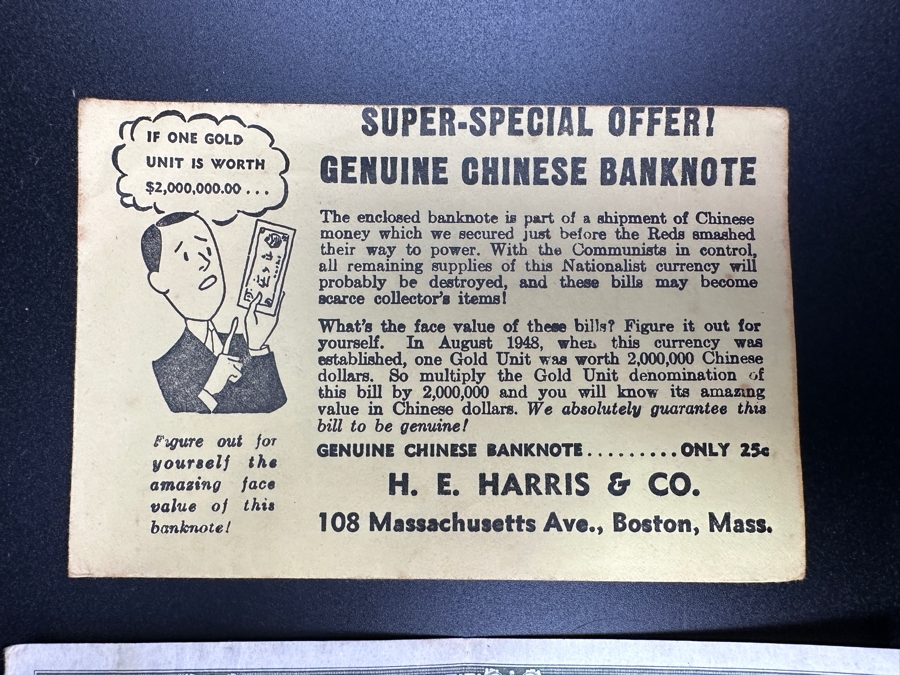 IF ONE GOLD
UNIT IS WORTH
$2,000,000.00 ...
SUPER-SPECIAL OFFER!
GENUINE CHINESE BANKNOTE
The enclosed banknote is part of a shipment of Chinese
money which we secured just before the Reds smashed
their way to power. With the Communists in control,
all remaining supplies of this Nationalist currency will
probably be destroyed, and these bills may become
scarce collector's items!
What's the face value of these bills? Figure it out for
yourself. In August 1948, when this currency was
established, one Gold Unit was worth 2,000,000 Chinese
dollars. So multiply the Gold Unit denomination of
this bill by 2,000,000 and you will know its amazing
value in Chinese dollars. We absolutely guarantee this
bill to be genuine!
GENUINE CHINESE BANKNOTE.........ONLY 25c
H. E. HARRIS & CO.
108 Massachusetts Ave., Boston, Mass.
Figure out for
yourself the
amazing face
value of this
banknote!